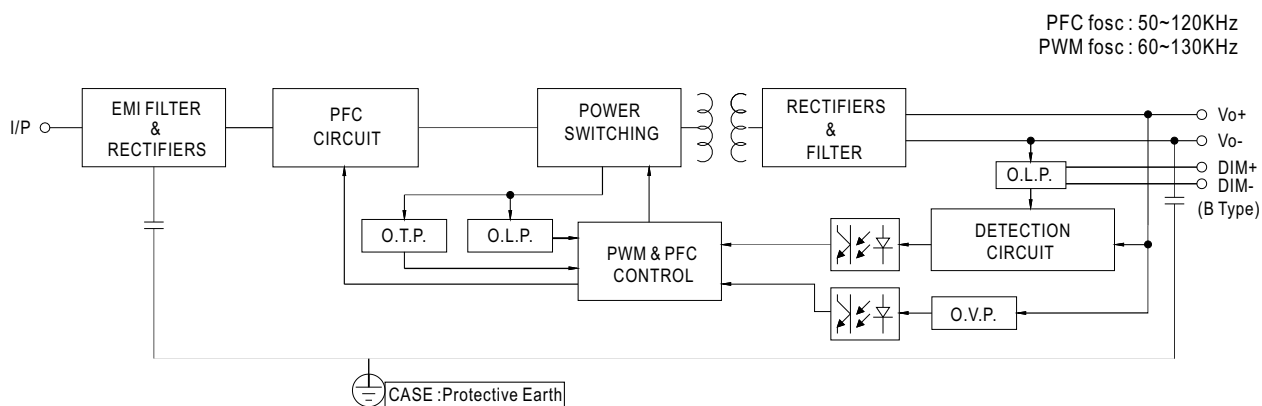 PFC fosc : 50~120KHz
PWM fosc : 60~130KHz
I/P
EMI FILTER
&
RECTIFIERS
PFC
CIRCUIT
POWER
SWITCHING
RECTIFIERS
&
FILTER
Vo+
Vo-
DIM+
DIM-
(B Type)
O.L.P.
O.T.P.
O.L.P.
PWM & PFC
CONTROL
DETECTION
CIRCUIT
O.V.P.
CASE :Protective Earth